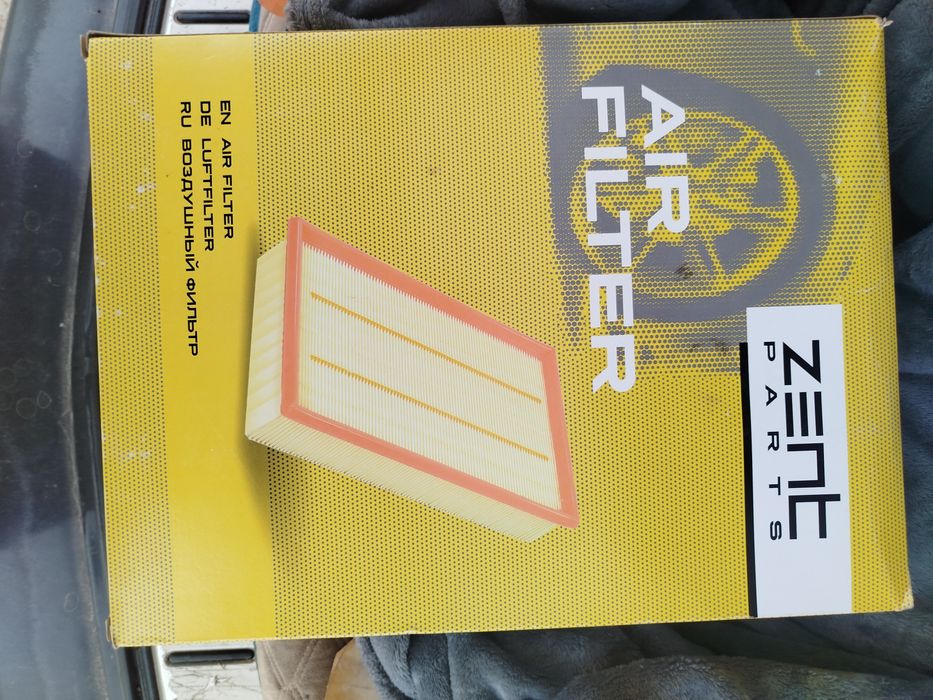 zent
PARTS
AIR
FILTER
EN AIR FILTER
DE LUFTFILTER
RU ВОЗДУШНЫЙ ФИЛЬТР